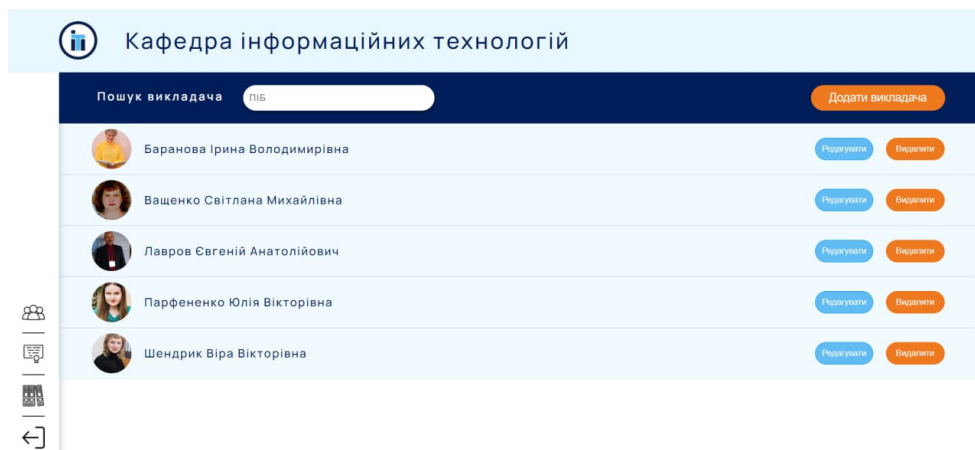 іТ
Кафедра інформаційних технологій
Пошук викладача ПІБ Додати викладача
Баранова Ірина Володимирівна Редагувати Видалити
Ващенко Світлана Михайлівна Редагувати Видалити
Лавров Євгеній Анатолійович Редагувати Видалити
Парфененко Юлія Вікторівна Редагувати Видалити
Шендрик Віра Вікторівна Редагувати Видалити